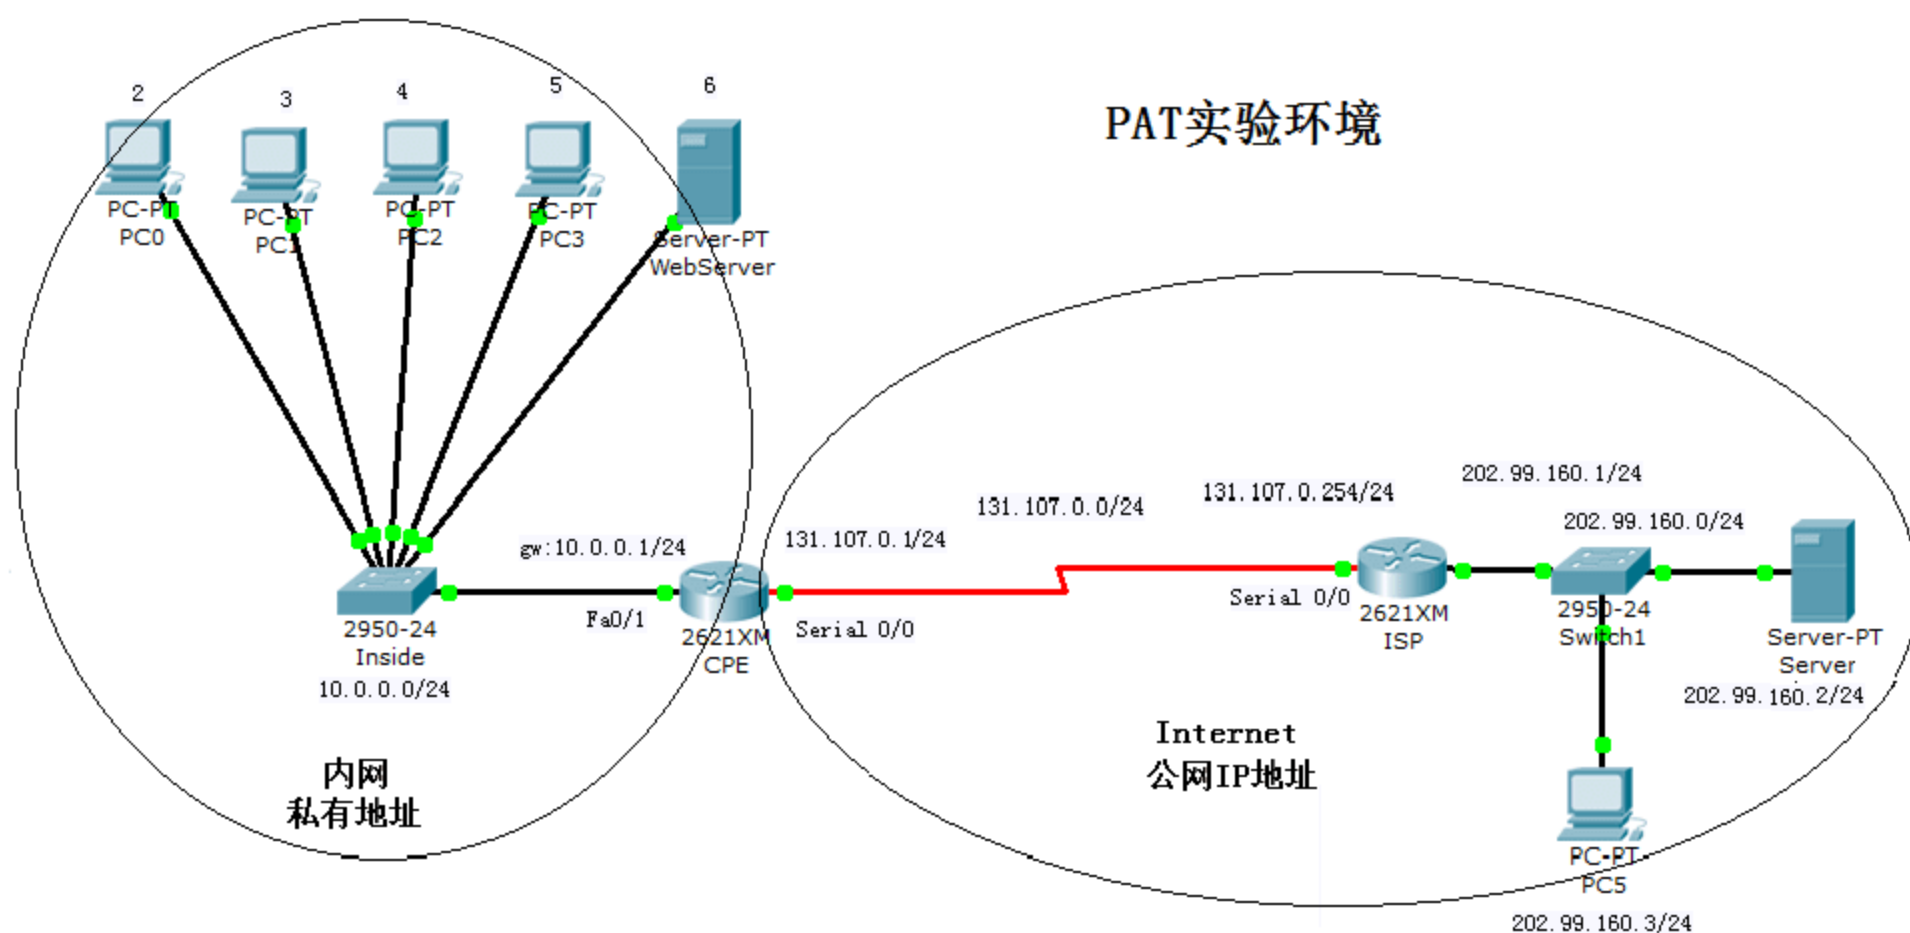 PAT实验环境
2
3
4
5
6
PC-PT
PC0
PC-PT
PC1
PC-PT
PC2
PC-PT
PC3
Server-PT
WebServer
gw:10.0.0.1/24
131.107.0.1/24
131.107.0.0/24
131.107.0.254/24
202.99.160.1/24
202.99.160.0/24
Fa0/1
Serial 0/0
Serial 0/0
2950-24
Inside
10.0.0.0/24
2621XM
CPE
2621XM
ISP
2950-24
Switch1
Server-PT
Server
202.99.160.2/24
内网
私有地址
Internet
公网IP地址
PC-PT
PC5
202.99.160.3/24